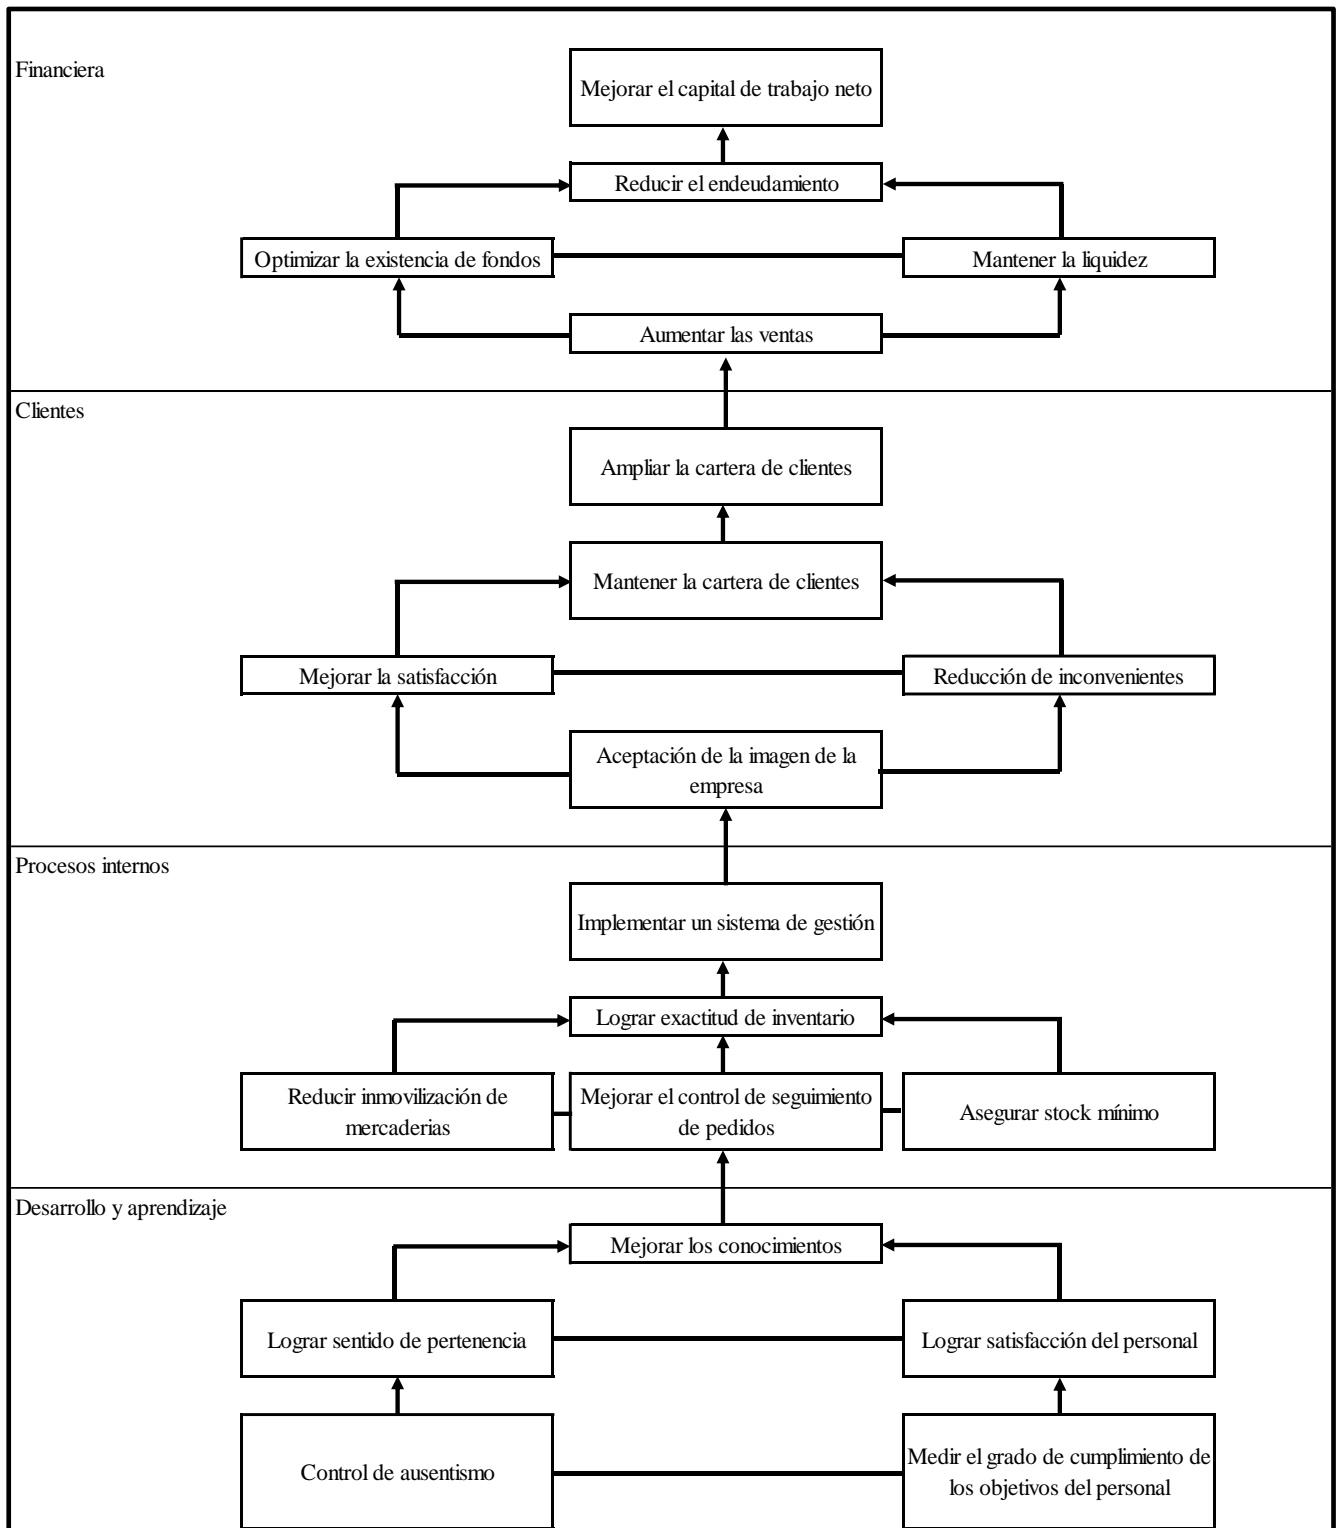 Financiera
Mejorar el capital de trabajo neto
Reducir el endeudamiento
Optimizar la existencia de fondos
Mantener la liquidez
Aumentar las ventas
Clientes
Ampliar la cartera de clientes
Mantener la cartera de clientes
Mejorar la satisfacción
Reducción de inconvenientes
Aceptación de la imagen de la
empresa
Procesos internos
Implementar un sistema de gestión
Lograr exactitud de inventario
Reducir inmovilización de
mercaderias
Mejorar el control de seguimiento
de pedidos
Asegurar stock mínimo
Desarrollo y aprendizaje
Mejorar los conocimientos
Lograr sentido de pertenencia
Lograr satisfacción del personal
Control de ausentismo
Medir el grado de cumplimiento de
los objetivos del personal